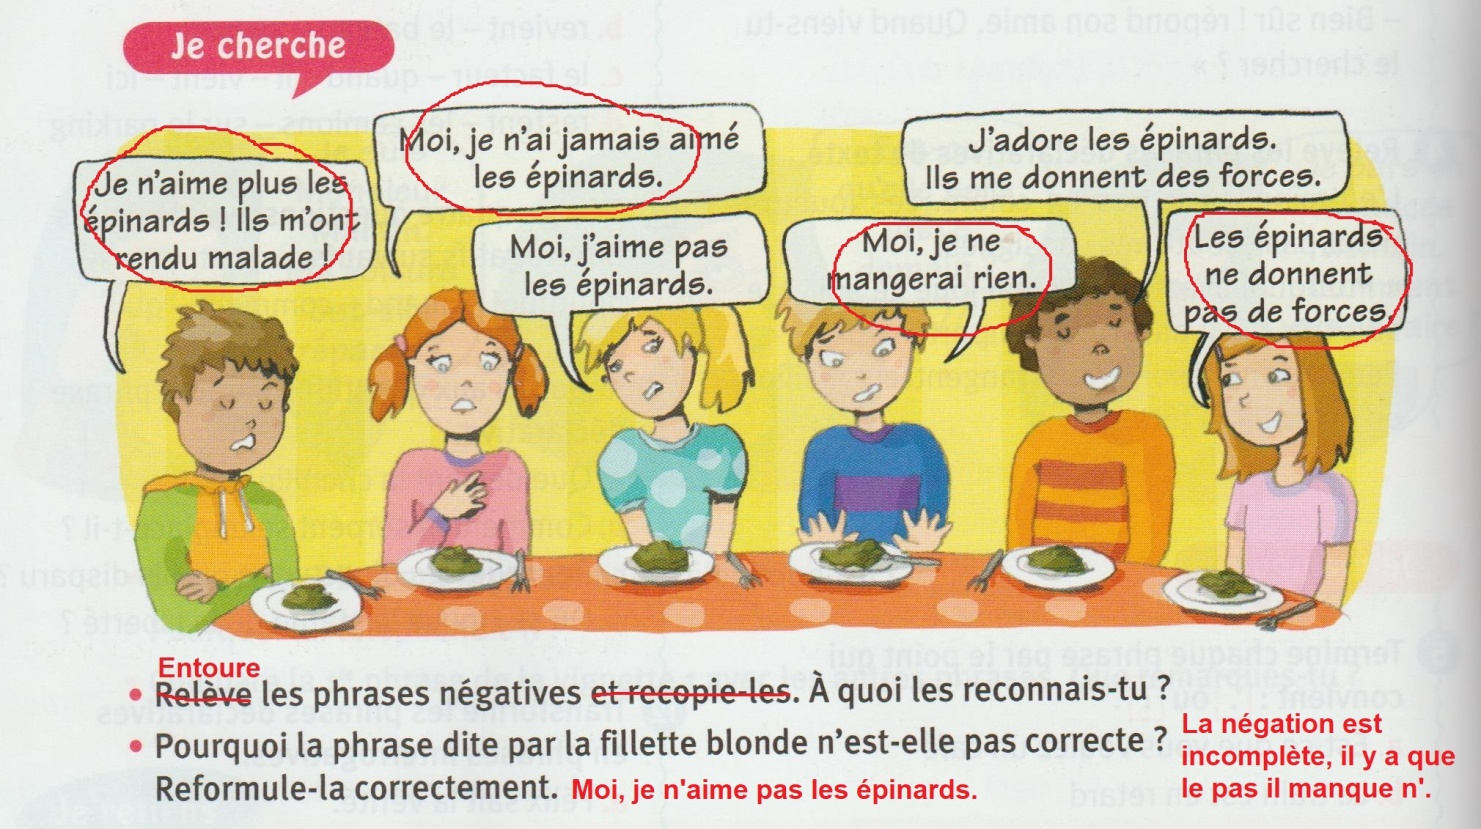 Je cherche
Je n'aime plus les
épinards ! Ils m'ont
rendu malade !
Moi, je n'ai jamais aimé
les épinards.
Moi, j'aime pas
les épinards.
Moi, je ne
mangerai rien.
J'adore les épinards.
Ils me donnent des forces.
Les épinards
ne donnent
pas de forces.
Entoure
• Relève les phrases négatives et recopie-les. À quoi les reconnais-tu ?
• Pourquoi la phrase dite par la fillette blonde n'est-elle pas correcte ?
Reformule-la correctement. Moi, je n'aime pas les épinards.
La négation est
incomplète, il y a que
le pas il manque n'.